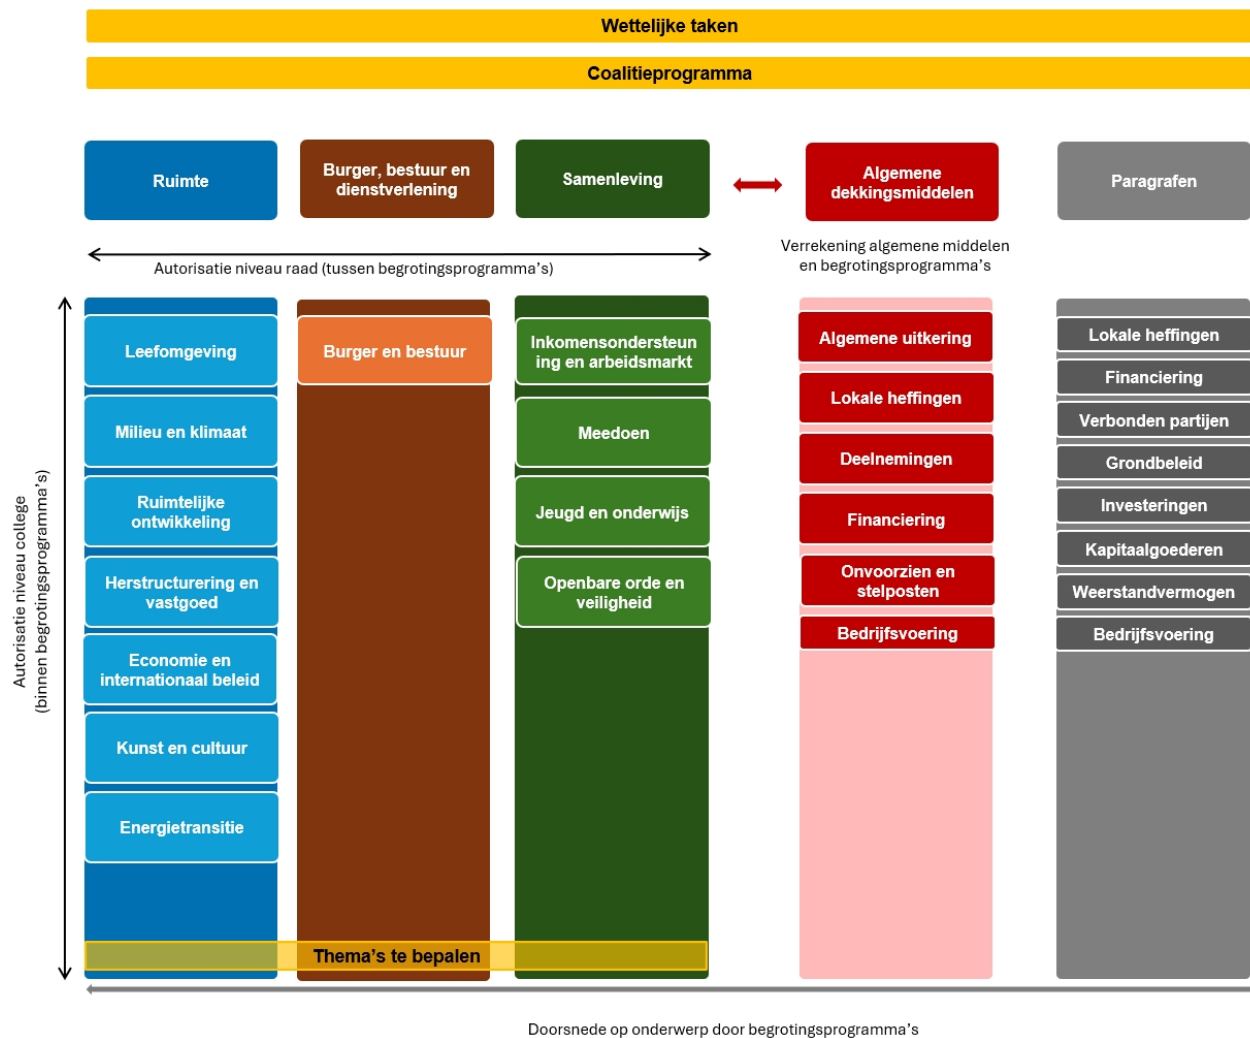 Wettelijke taken
Coalitieprogramma
Ruimte
Burger, bestuur en
dienstverlening
Samenleving
Algemene
dekkingsmiddelen
Paragrafen
Autorisatie niveau raad (tussen begrotingsprogramma's)
Verrekening algemene middelen
en begrotingsprogramma's
Autorisatie niveau college
(binnen begrotingsprogramma's)
Leefomgeving
Milieu en klimaat
Ruimtelijke
ontwikkeling
Herstructurering en
vastgoed
Economie en
internationaal beleid
Kunst en cultuur
Energietransitie
Burger en bestuur
Inkomensondersteun
ing en arbeidsmarkt
Meedoen
Jeugd en onderwijs
Openbare orde en
veiligheid
Algemene uitkering
Lokale heffingen
Deelnemingen
Financiering
Onvoorzien en
stelposten
Bedrijfsvoering
Lokale heffingen
Financiering
Verbonden partijen
Grondbeleid
Investeringen
Kapitaalgoederen
Weerstandvermogen
Bedrijfsvoering
Thema's te bepalen
Doorsnede op onderwerp door begrotingsprogramma's